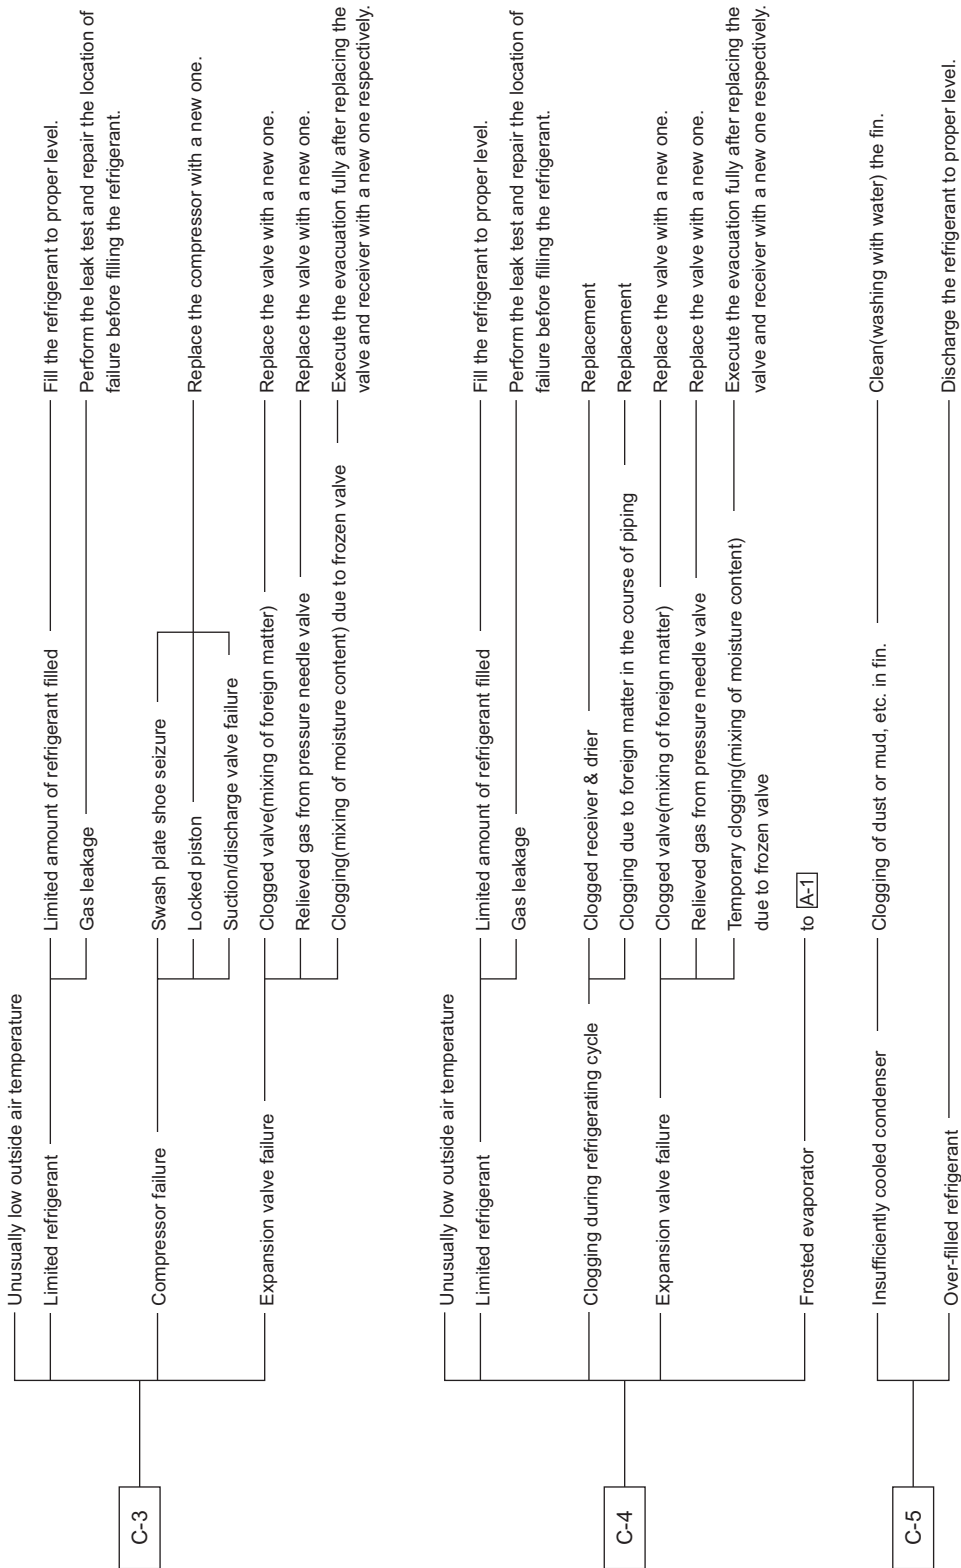 C-3
Unusually low outside air temperature
Limited refrigerant
Limited amount of refrigerant filled
Fill the refrigerant to proper level.
Gas leakage
Perform the leak test and repair the location of
failure before filling the refrigerant.
Compressor failure
Swash plate shoe seizure
Locked piston
Suction/discharge valve failure
Replace the compressor with a new one.
Expansion valve failure
Clogged valve(mixing of foreign matter)
Replace the valve with a new one.
Relieved gas from pressure needle valve
Replace the valve with a new one.
Clogging(mixing of moisture content) due to frozen valve
Execute the evacuation fully after replacing the
valve and receiver with a new one respectively.
C-4
Unusually low outside air temperature
Limited refrigerant
Limited amount of refrigerant filled
Fill the refrigerant to proper level.
Gas leakage
Perform the leak test and repair the location of
failure before filling the refrigerant.
Clogging during refrigerating cycle
Clogged receiver & drier
Replacement
Clogging due to foreign matter in the course of piping
Replacement
Expansion valve failure
Clogged valve(mixing of foreign matter)
Replace the valve with a new one.
Relieved gas from pressure needle valve
Replace the valve with a new one.
Temporary clogging(mixing of moisture content)
due to frozen valve
Execute the evacuation fully after replacing the
valve and receiver with a new one respectively.
Frosted evaporator
to A-1
C-5
Insufficiently cooled condenser
Clogging of dust or mud, etc. in fin.
Clean(washing with water) the fin.
Over-filled refrigerant
Discharge the refrigerant to proper level.